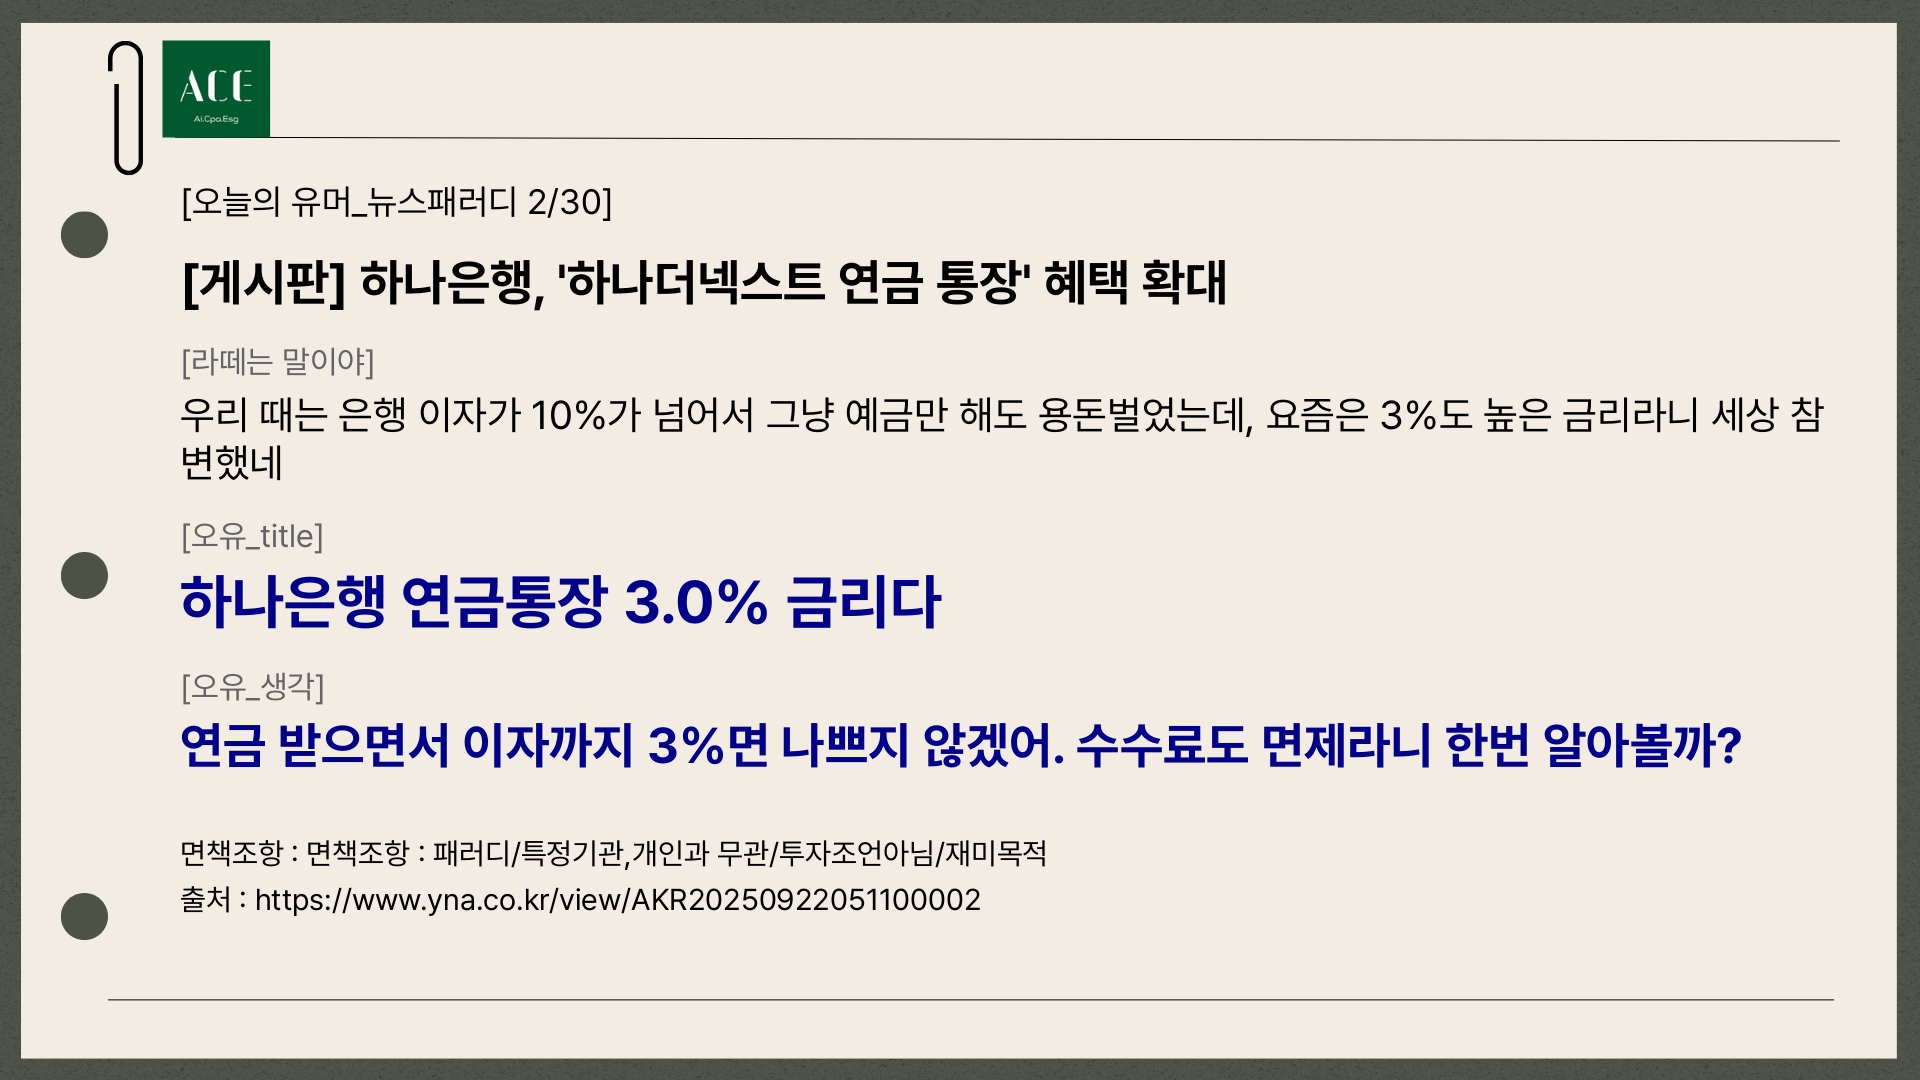 ACE
Ai.Cpa.Esg
[오늘의 유머_뉴스패러디 2/30]
[게시판] 하나은행, '하나더넥스트 연금 통장' 혜택 확대
[라떼는 말이야]
우리 때는 은행 이자가 10%가 넘어서 그냥 예금만 해도 용돈벌었는데, 요즘은 3%도 높은 금리라니 세상 참
변했네
[오유_title]
하나은행 연금통장 3.0% 금리다
[오유_생각]
연금 받으면서 이자까지 3%면 나쁘지 않겠어. 수수료도 면제라니 한번 알아볼까?
면책조항 : 면책조항 : 패러디/특정기관,개인과 무관/투자조언아님/재미목적
출처 : https://www.yna.co.kr/view/AKR20250922051100002